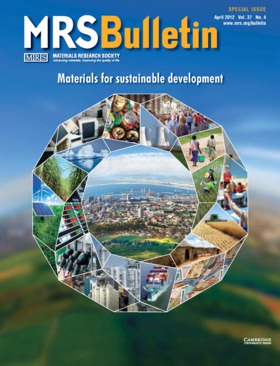 SPECIAL ISSUE
April 2012 Vol. 37 No. 4
www.mrs.org/bulletin
MRSBulletin
MRS MATERIALS RESEARCH SOCIETY
Advancing materials. Improving the quality of life.
Materials for sustainable development
CAMBRIDGE
UNIVERSITY PRESS